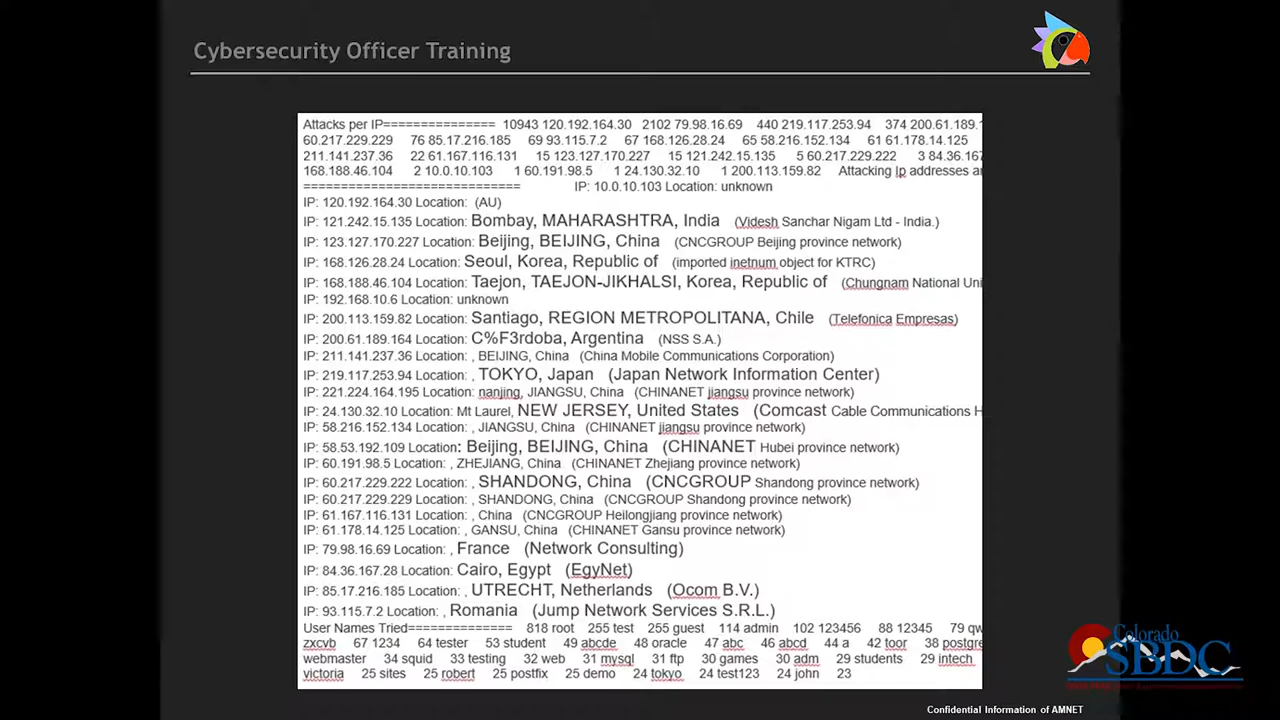 Cybersecurity Officer Training
Attacks per IP=============== 10943 120.192.164.30 2102 79.98.16.69 440 219.117.253.94 374 200.61.189.
60.217.229.229 76 85.17.216.185 69 93.115.7.2 67 168.126.28.24 65 58.216.152.134 61 61.178.14.125
211.141.237.36 22 61.167.116.131 15 123.127.170.227 15 121.242.15.135 5 60.217.229.222 3 84.36.167
168.188.46.104 2 10.0.10.103 1 60.191.98.5 1 24.130.32.10 1 200.113.159.82 Attacking Ip addresses
============================ IP: 10.0.10.103 Location: unknown
IP: 120.192.164.30 Location: (AU)
IP: 121.242.15.135 Location: Bombay, MAHARASHTRA, India (Videsh Sanchar Nigam Ltd - India.)
IP: 123.127.170.227 Location: Beijing, BEIJING, China (CNCGROUP Beijing province network)
IP: 168.126.28.24 Location: Seoul, Korea, Republic of (imported inetnum object for KTRC)
IP: 168.188.46.104 Location: Taejon, TAEJON-JIKHALSI, Korea, Republic of (Chungnam National Uni
IP: 192.168.10.6 Location: unknown
IP: 200.113.159.82 Location: Santiago, REGION METROPOLITANA, Chile (Telefonica Empresas)
IP: 200.61.189.164 Location: C%F3rdoba, Argentina (NSS S.A.)
IP: 211.141.237.36 Location: , BEIJING, China (China Mobile Communications Corporation)
IP: 219.117.253.94 Location: , TOKYO, Japan (Japan Network Information Center)
IP: 221.224.164.195 Location: nanjing, JIANGSU, China (CHINANET jiangsu province network)
IP: 24.130.32.10 Location: Mt Laurel, NEW JERSEY, United States (Comcast Cable Communications H
IP: 58.216.152.134 Location: , JIANGSU, China (CHINANET jiangsu province network)
IP: 58.53.192.109 Location: Beijing, BEIJING, China (CHINANET Hubei province network)
IP: 60.191.98.5 Location: , ZHEJIANG, China (CHINANET Zhejiang province network)
IP: 60.217.229.222 Location: , SHANDONG, China (CNCGROUP Shandong province network)
IP: 60.217.229.229 Location: , SHANDONG, China (CNCGROUP Shandong province network)
IP: 61.167.116.131 Location: , China (CNCGROUP Heilongjiang province network)
IP: 61.178.14.125 Location: , GANSU, China (CHINANET Gansu province network)
IP: 79.98.16.69 Location: , France (Network Consulting)
IP: 84.36.167.28 Location: Cairo, Egypt (EgyNet)
IP: 85.17.216.185 Location: , UTRECHT, Netherlands (Ocom B.V.)
IP: 93.115.7.2 Location: , Romania (Jump Network Services S.R.L.)
User Names Tried============== 818 root 255 test 255 guest 114 admin 102 123456 88 12345 79 qw
zxcvb 67 1234 64 tester 53 student 49 abcde 48 oracle 47 abc 46 abcd 44 a 42 toor 38 postgre
webmaster 34 squid 33 testing 32 web 31 mysql 31 ftp 30 games 30 adm 29 students 29 intech
victoria 25 sites 25 robert 25 postfix 25 demo 24 tokyo 24 test123 24 john 23
Colorado
SBDC
Confidential Information of AMNET